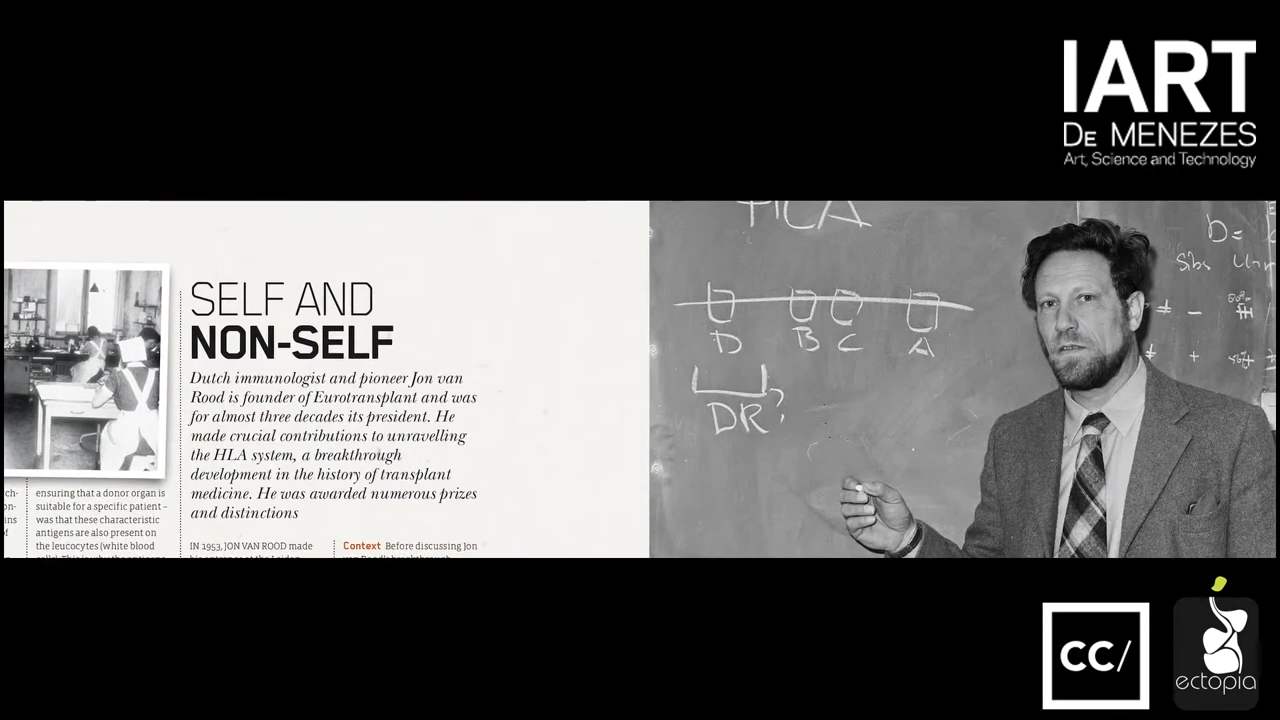 IART
DE MENEZES
Art, Science and Technology
SELF AND
NON-SELF
Dutch immunologist and pioneer Jon van
Rood is founder of Eurotransplant and was
for almost three decades its president. He
made crucial contributions to unravelling
the HLA system, a breakthrough
development in the history of transplant
medicine. He was awarded numerous prizes
and distinctions
ensuring that a donor organ is
suitable for a specific patient –
was that these characteristic
antigens are also present on
the leucocytes (white blood
IN 1953, JON VAN ROOD made
Context Before discussing Jon
HLA
D B C A
DR?
D=
Sibs
CC/
ectopia